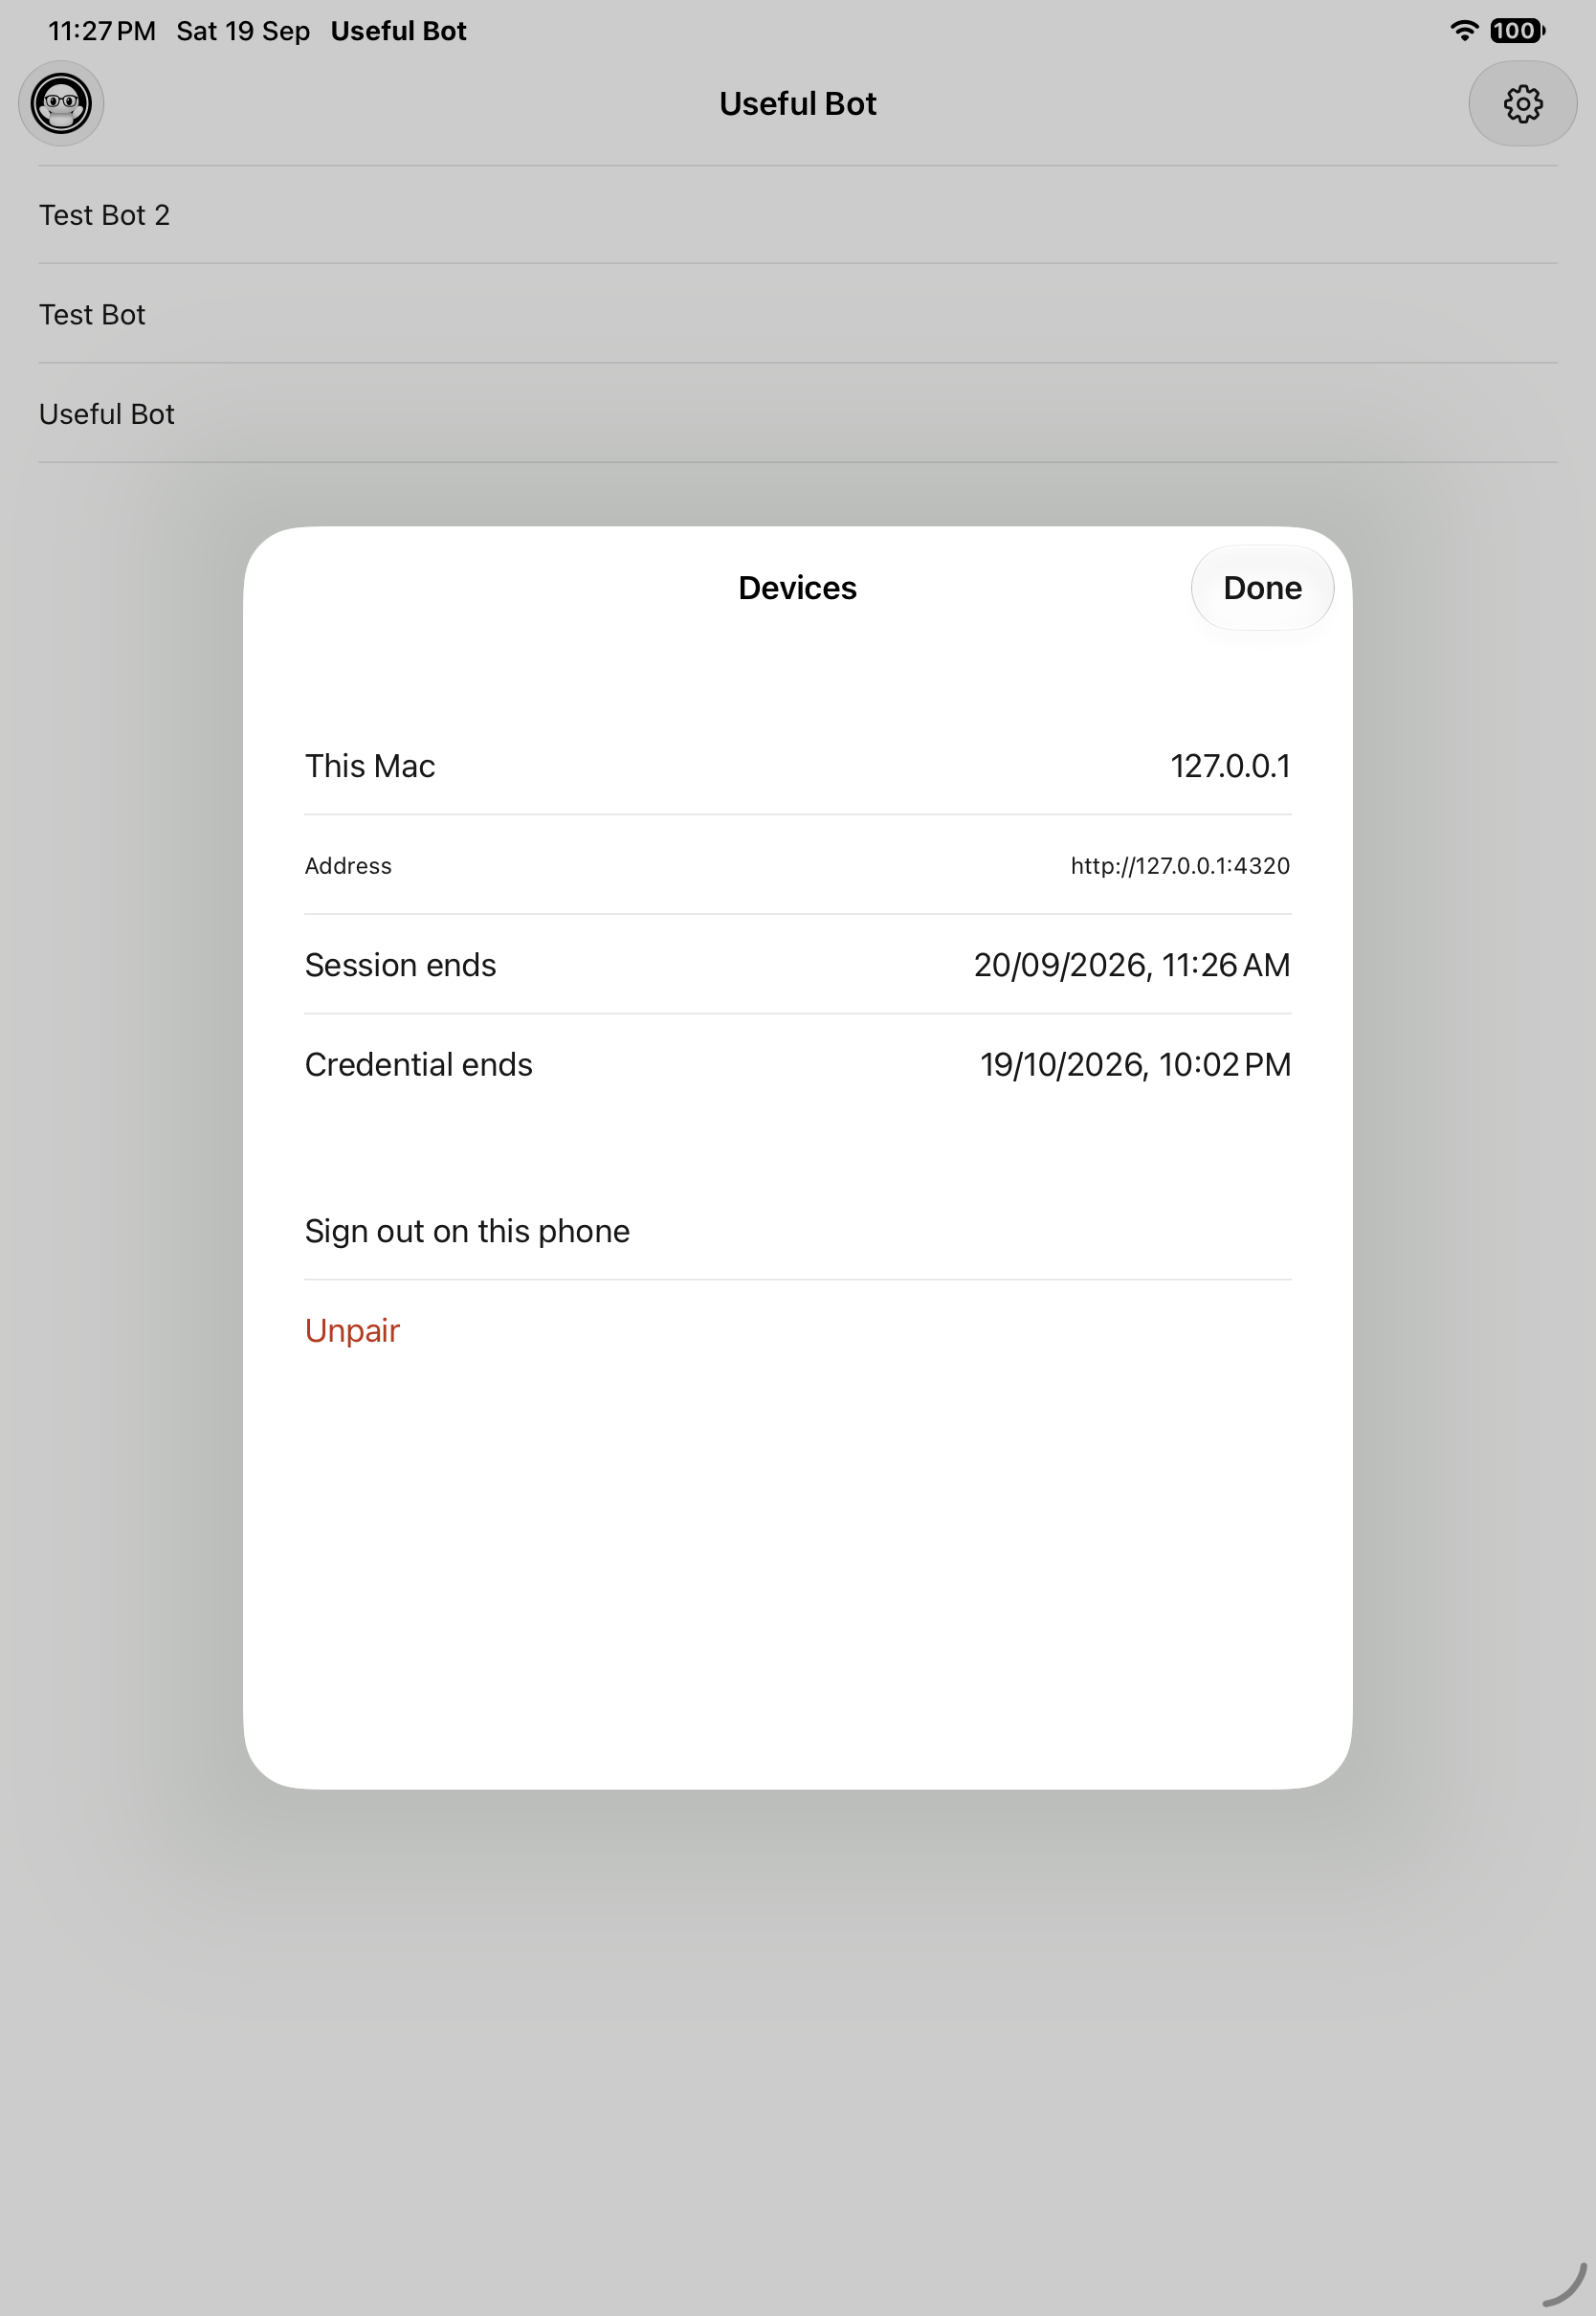 11:27 PM Sat 19 Sep Useful Bot 100
Useful Bot
Test Bot 2
Test Bot
Useful Bot
Devices Done
This Mac 127.0.0.1
Address http://127.0.0.1:4320
Session ends 20/09/2026, 11:26 AM
Credential ends 19/10/2026, 10:02 PM
Sign out on this phone
Unpair